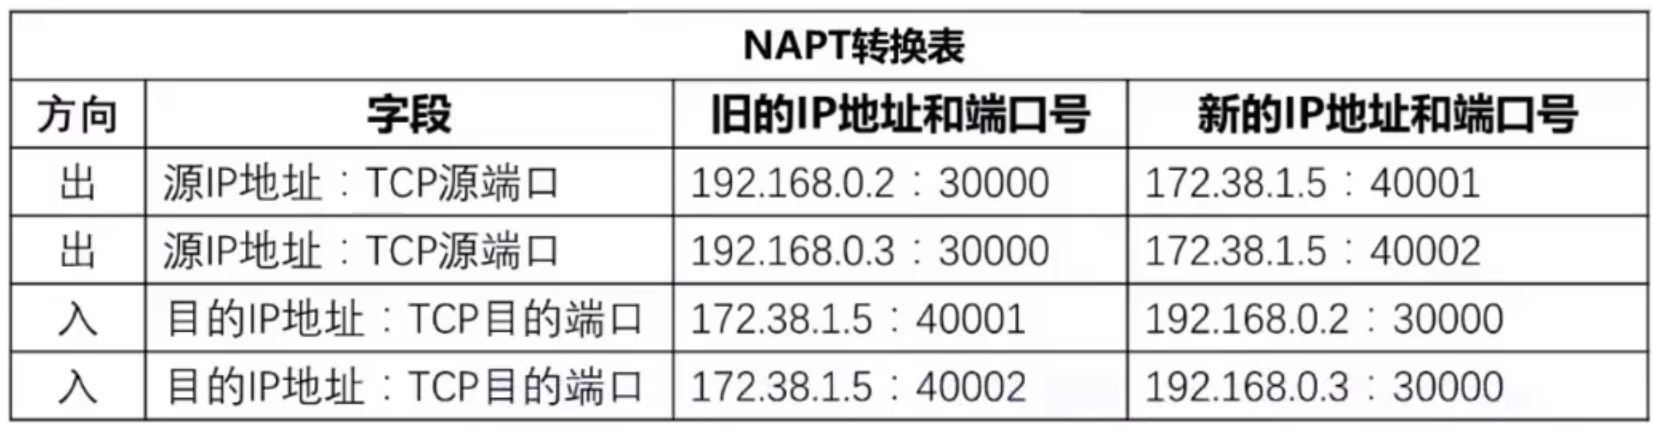 NAPT转换表
方向 字段 旧的IP地址和端口号 新的IP地址和端口号
出 源IP地址：TCP源端口 192.168.0.2：30000 172.38.1.5：40001
出 源IP地址：TCP源端口 192.168.0.3：30000 172.38.1.5：40002
入 目的IP地址：TCP目的端口 172.38.1.5：40001 192.168.0.2：30000
入 目的IP地址：TCP目的端口 172.38.1.5：40002 192.168.0.3：30000